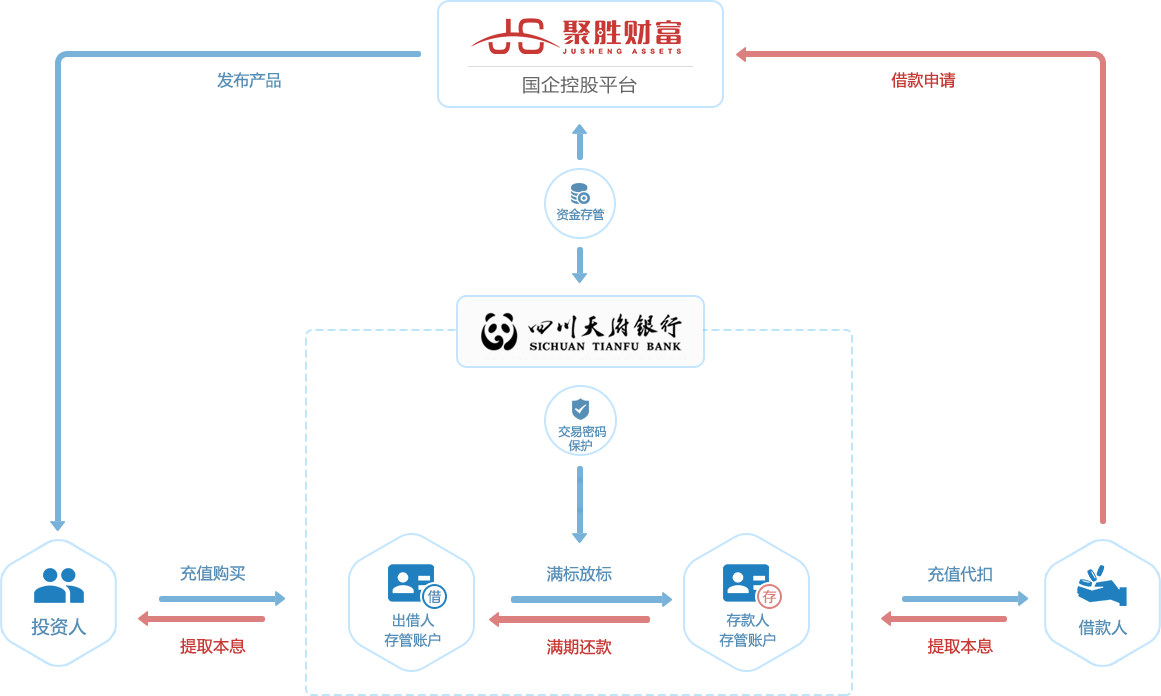 JS 聚胜财富
JUSHENG ASSETS
国企控股平台
发布产品
借款申请
资金存管
四川天府银行
SICHUAN TIANFU BANK
交易密码
保护
充值购买
满标放标
充值代扣
投资人
借
出借人
存管账户
存
存款人
存管账户
借款人
提取本息
满期还款
提取本息